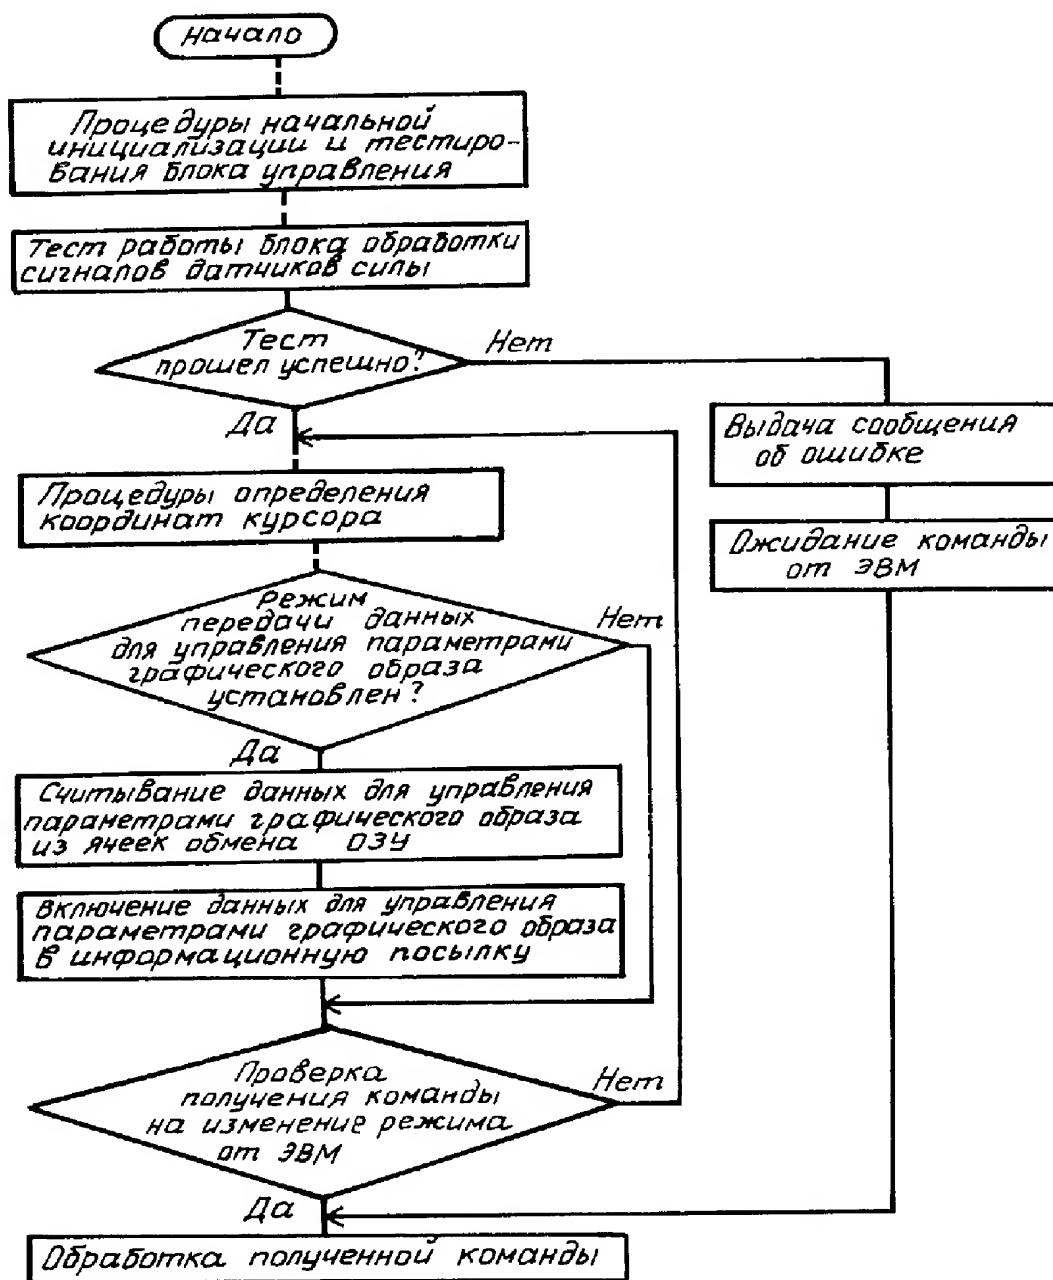 Начало
Процедуры начальной
инициализации и тестиро-
вания блока управления
Тест работы блока обработки
сигналов датчиков силы
Тест
прошел успешно?
Нет
Да
Выдача сообщения
об ошибке
Процедуры определения
координат курсора
Ожидание команды
от ЭВМ
Режим
передачи данных
для управления параметрами
графического образа
установлен?
Нет
Да
Считывание данных для управления
параметрами графического образа
из ячеек обмена ОЗУ
Включение данных для управления
параметрами графического образа
в информационную посылку
Проверка
получения команды
на изменение режима
от ЭВМ
Нет
Да
Обработка полученной команды